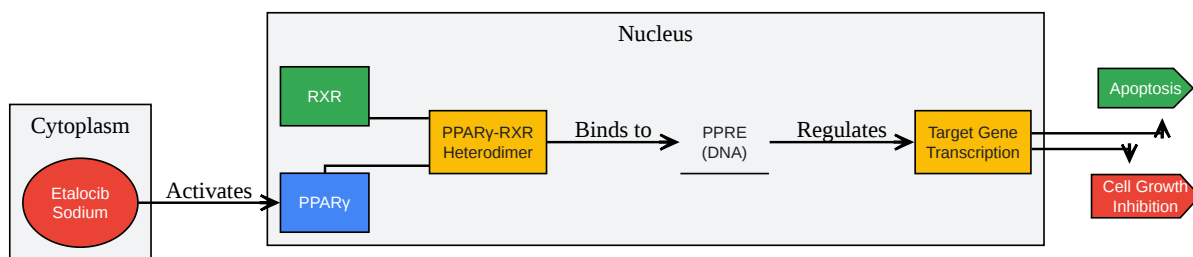 Nucleus
Cytoplasm
Etalocib
Sodium
Activates
RXR
PPARγ
PPARγ-RXR
Heterodimer
Binds to
PPRE
(DNA)
Regulates
Target Gene
Transcription
Apoptosis
Cell Growth
Inhibition